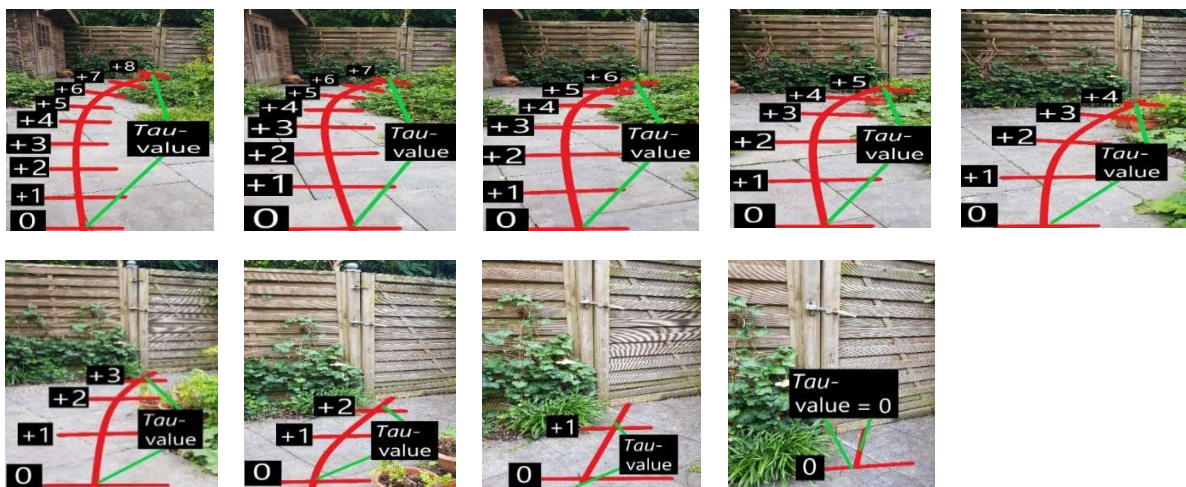 +8
+7
+6
+5
+4
+3
+2
+1
0
Tau-
value
+7
+6
+5
+4
+3
+2
+1
0
Tau-
value
+6
+5
+4
+3
+2
+1
0
Tau-
value
+5
+4
+3
+2
+1
0
Tau-
value
+4
+3
+2
+1
0
Tau-
value
+3
+2
+1
0
Tau-
value
+2
+1
0
Tau-
value
+1
0
Tau-
value
Tau-
value = 0
0